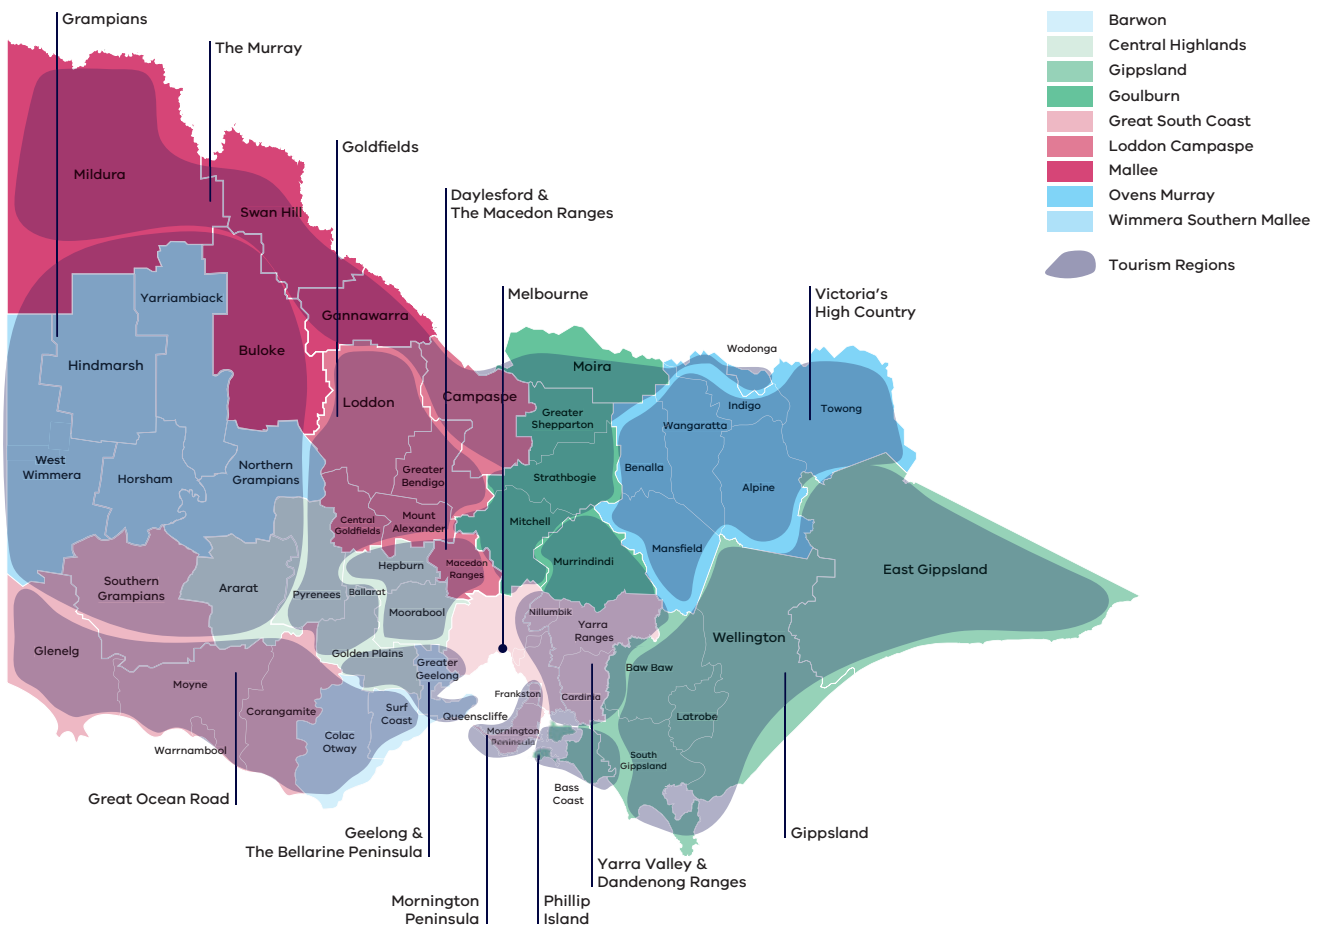 Grampians
The Murray
Goldfields
Daylesford &
The Macedon Ranges
Melbourne
Victoria's
High Country
Barwon
Central Highlands
Gippsland
Goulburn
Great South Coast
Loddon Campaspe
Mallee
Ovens Murray
Wimmera Southern Mallee
Tourism Regions
Mildura
Swan Hill
Yarriambiack
Gannawarra
Hindmarsh
Buloke
Loddon
Campaspe
Moira
Wodonga
Greater
Shepparton
Indigo
Towong
Wangaratta
West
Wimmera
Horsham
Northern
Grampians
Greater
Bendigo
Strathbogie
Benalla
Alpine
Central
Goldfields
Mount
Alexander
Mitchell
Mansfield
Murrindindi
Macedon
Ranges
Hepburn
East Gippsland
Southern
Grampians
Ararat
Pyrenees
Ballarat
Moorabool
Nillumbik
Yarra
Ranges
Wellington
Glenelg
Golden Plains
Greater
Geelong
Baw Baw
Moyne
Corangamite
Surf
Coast
Queenscliffe
Frankston
Cardinia
Latrobe
Warrnambool
Colac
Otway
Mornington
Peninsula
South
Gippsland
Bass
Coast
Great Ocean Road
Geelong &
The Bellarine Peninsula
Mornington
Peninsula
Phillip
Island
Yarra Valley &
Dandenong Ranges
Gippsland